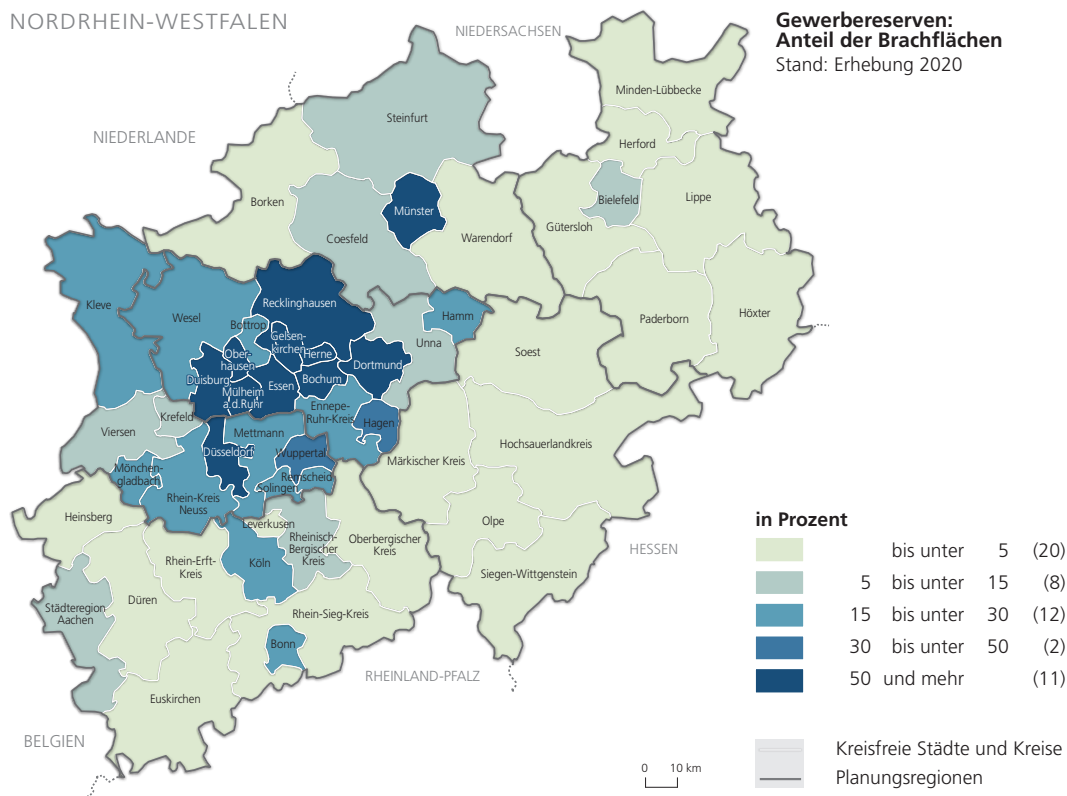 NORDRHEIN-WESTFALEN
Gewerbereserven:
Anteil der Brachflächen
Stand: Erhebung 2020
NIEDERSACHSEN
Minden-Lübbecke
Steinfurt
NIEDERLANDE
Herford
Borken
Bielefeld
Lippe
Münster
Gütersloh
Coesfeld
Warendorf
Kleve
Recklinghausen
Wesel
Hamm
Höxter
Paderborn
Bottrop
Gelsen-
kirchen
Unna
Soest
Ober-
hausen
Herne
Dortmund
Duisburg
Essen
Bochum
Mülheim
a.d.Ruhr
Ennepe-
Ruhr-Kreis
Krefeld
Hagen
Viersen
Mettmann
Düsseldorf
Wuppertal
Hochsauerlandkreis
Märkischer Kreis
Mönchen-
gladbach
Remscheid
Solingen
Rhein-Kreis
Neuss
Heinsberg
Leverkusen
Olpe
Rheinisch-
Bergischer
Kreis
Oberbergischer
Kreis
Rhein-Erft-
Kreis
Köln
HESSEN
Siegen-Wittgenstein
Düren
Städteregion
Aachen
Rhein-Sieg-Kreis
Bonn
RHEINLAND-PFALZ
Euskirchen
BELGIEN
in Prozent
bis unter 5 (20)
5 bis unter 15 (8)
15 bis unter 30 (12)
30 bis unter 50 (2)
50 und mehr (11)
Kreisfreie Städte und Kreise
Planungsregionen
0 10 km